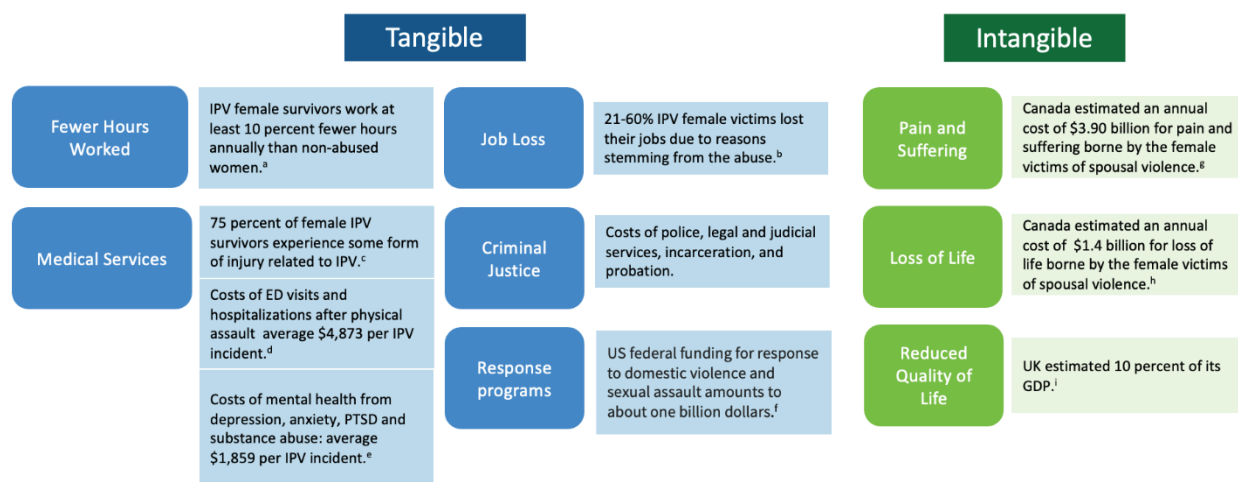 Tangible
Intangible
Fewer Hours
Worked
IPV female survivors work at
least 10 percent fewer hours
annually than non-abused
women.ᵃ
Job Loss
21-60% IPV female victims lost
their jobs due to reasons
stemming from the abuse.ᵇ
Pain and
Suffering
Canada estimated an annual
cost of $3.90 billion for pain and
suffering borne by the female
victims of spousal violence.ᵍ
Medical Services
75 percent of female IPV
survivors experience some form
of injury related to IPV.ᶜ
Costs of ED visits and
hospitalizations after physical
assault average $4,873 per IPV
incident.ᵈ
Costs of mental health from
depression, anxiety, PTSD and
substance abuse: average
$1,859 per IPV incident.ᵉ
Criminal
Justice
Costs of police, legal and judicial
services, incarceration, and
probation.
Loss of Life
Canada estimated an annual
cost of $1.4 billion for loss of
life borne by the female victims
of spousal violence.ʰ
Response
programs
US federal funding for response
to domestic violence and
sexual assault amounts to
about one billion dollars.ᶠ
Reduced
Quality of
Life
UK estimated 10 percent of its
GDP.ⁱ